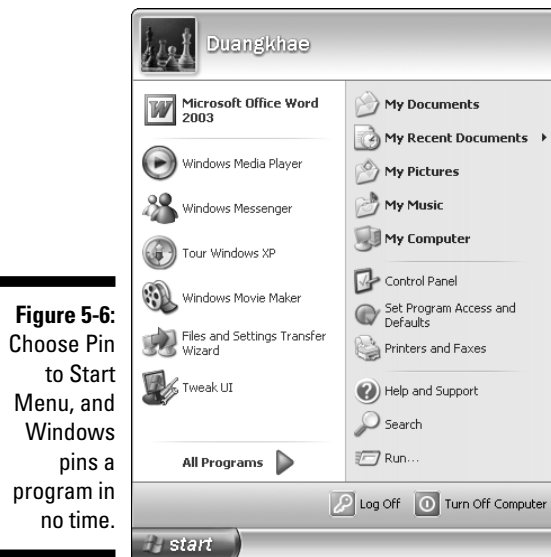 Duangkhae
Microsoft Office Word
2003
Windows Media Player
Windows Messenger
Tour Windows XP
Windows Movie Maker
Files and Settings Transfer
Wizard
Tweak UI
All Programs
My Documents
My Recent Documents
My Pictures
My Music
My Computer
Control Panel
Set Program Access and
Defaults
Printers and Faxes
Help and Support
Search
Run...
Log Off
Turn Off Computer
start
Figure 5-6:
Choose Pin
to Start
Menu, and
Windows
pins a
program in
no time.